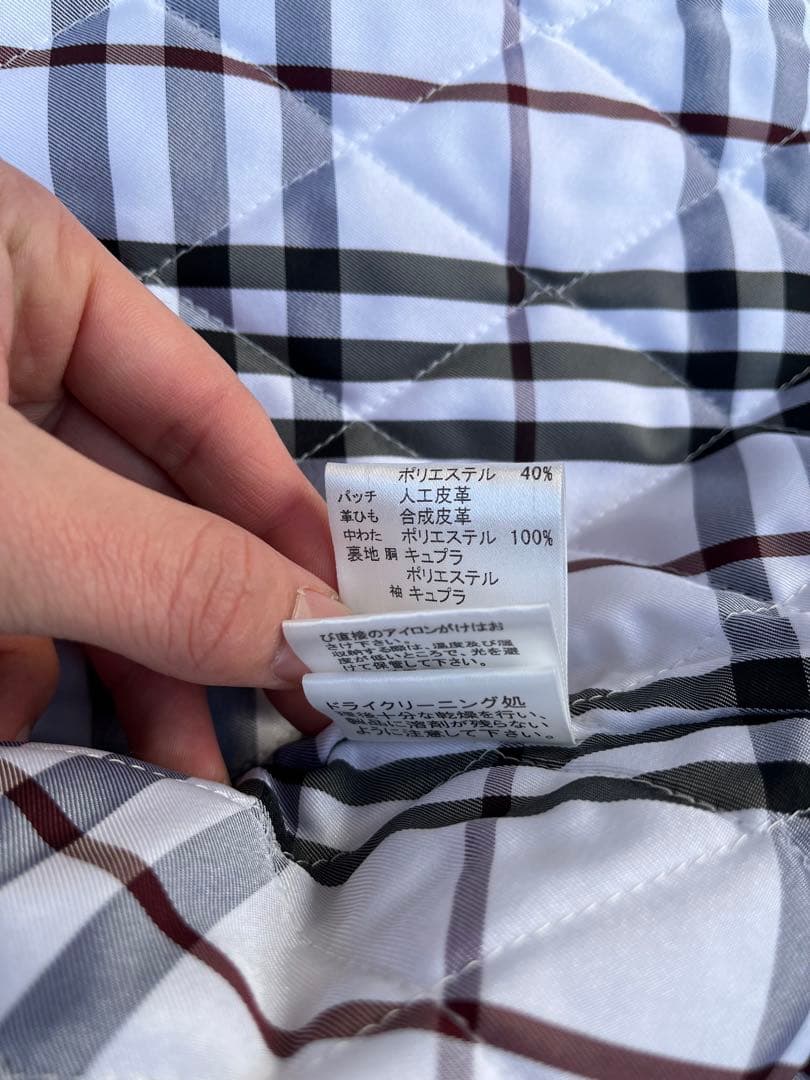 ポリエステル 40%
パッチ 人工皮革
革ひも 合成皮革
中わた ポリエステル 100%
裏地 胴 キュプラ
ポリエステル
袖 キュプラ
び直接のアイロンがけはお
さけ下さい。
収納する際は、温度及び湿
度が低いところで、光を避
けて保管して下さい。
ドライクリーニング処
理後十分な乾燥を行い、
製品に溶剤が残らない
ように注意して下さい。